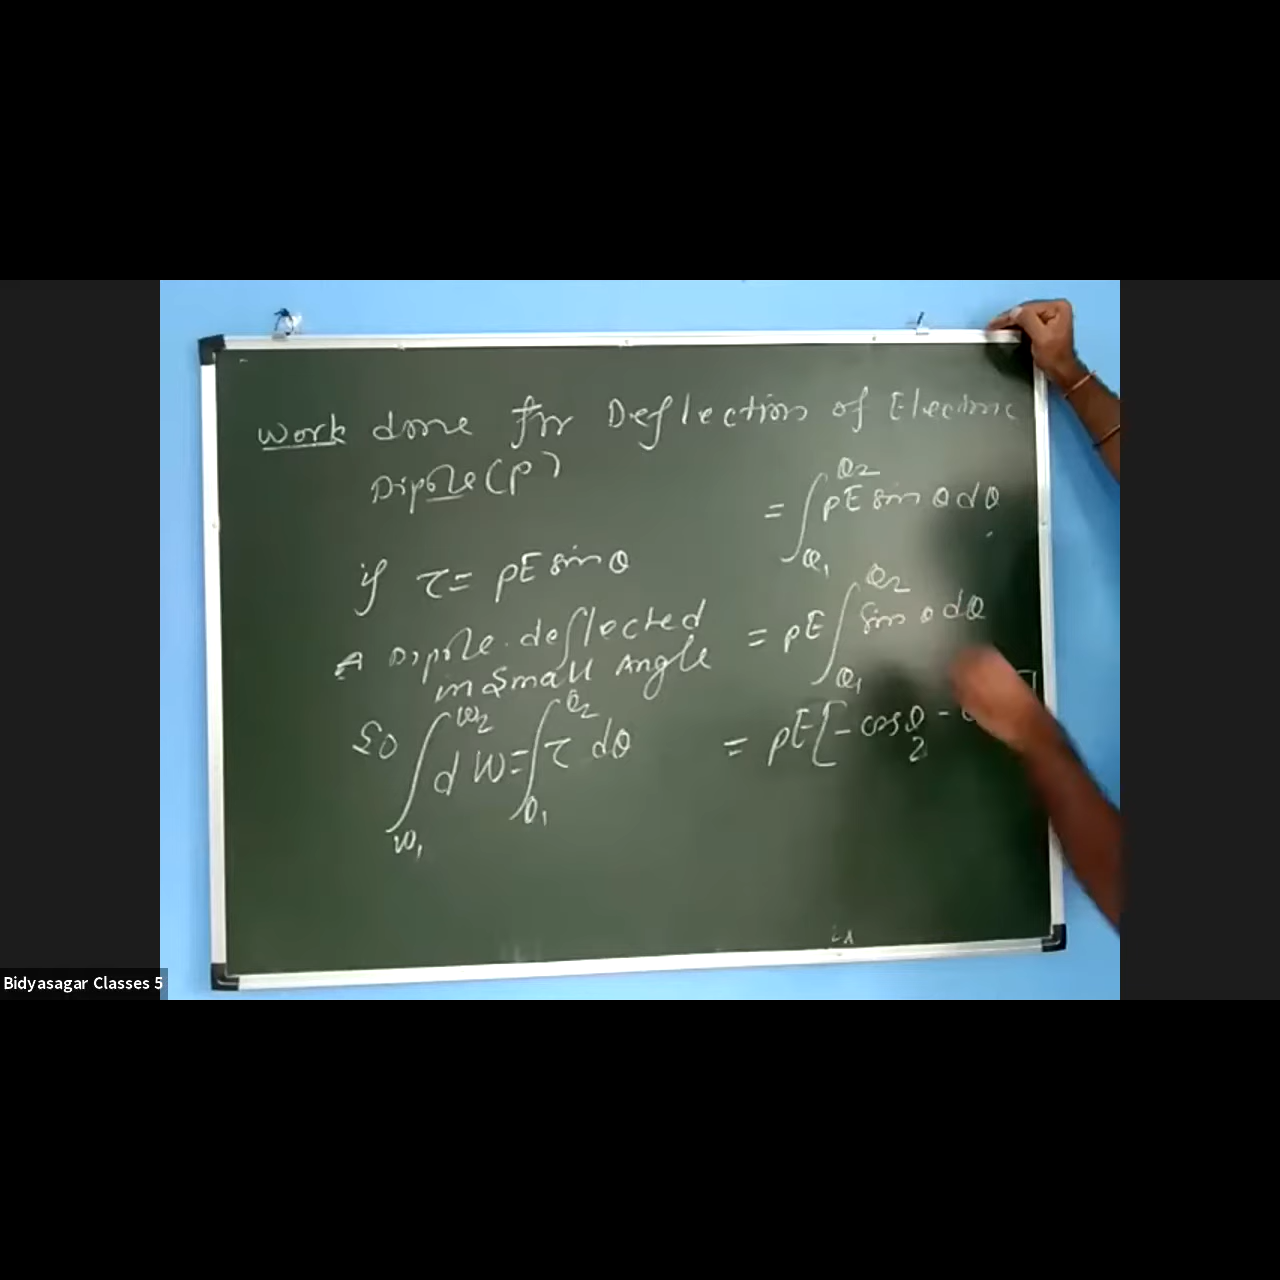 Work done for Deflection of Electric
Dipole (P)
if τ = pE sin θ
A Dipole deflected
in small Angle
So ∫ dW = ∫ τ dθ
w₁ w₂ θ₁ θ₂
= ∫ pE sin θ dθ
θ₁ θ₂
= pE ∫ sin θ dθ
θ₁ θ₂
= pE [- cos θ₂ -
Bidyasagar Classes 5